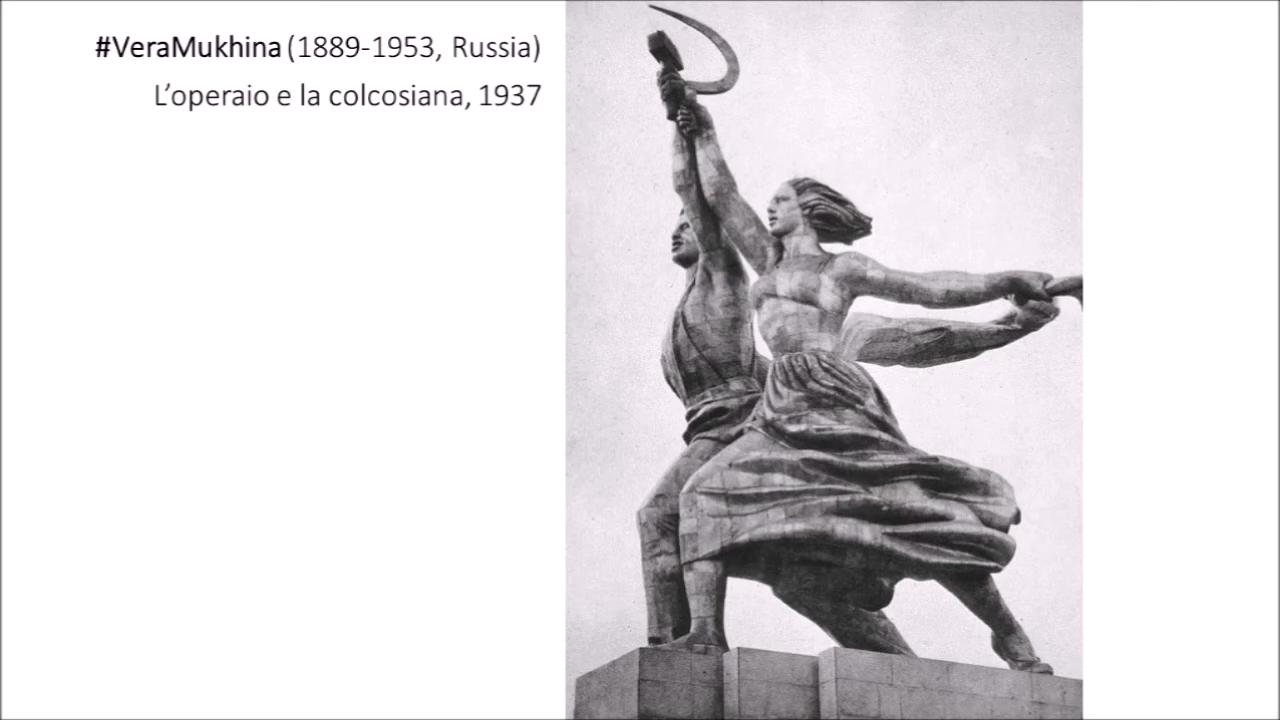 #VeraMukhina (1889-1953, Russia)
L’operaio e la colcosiana, 1937